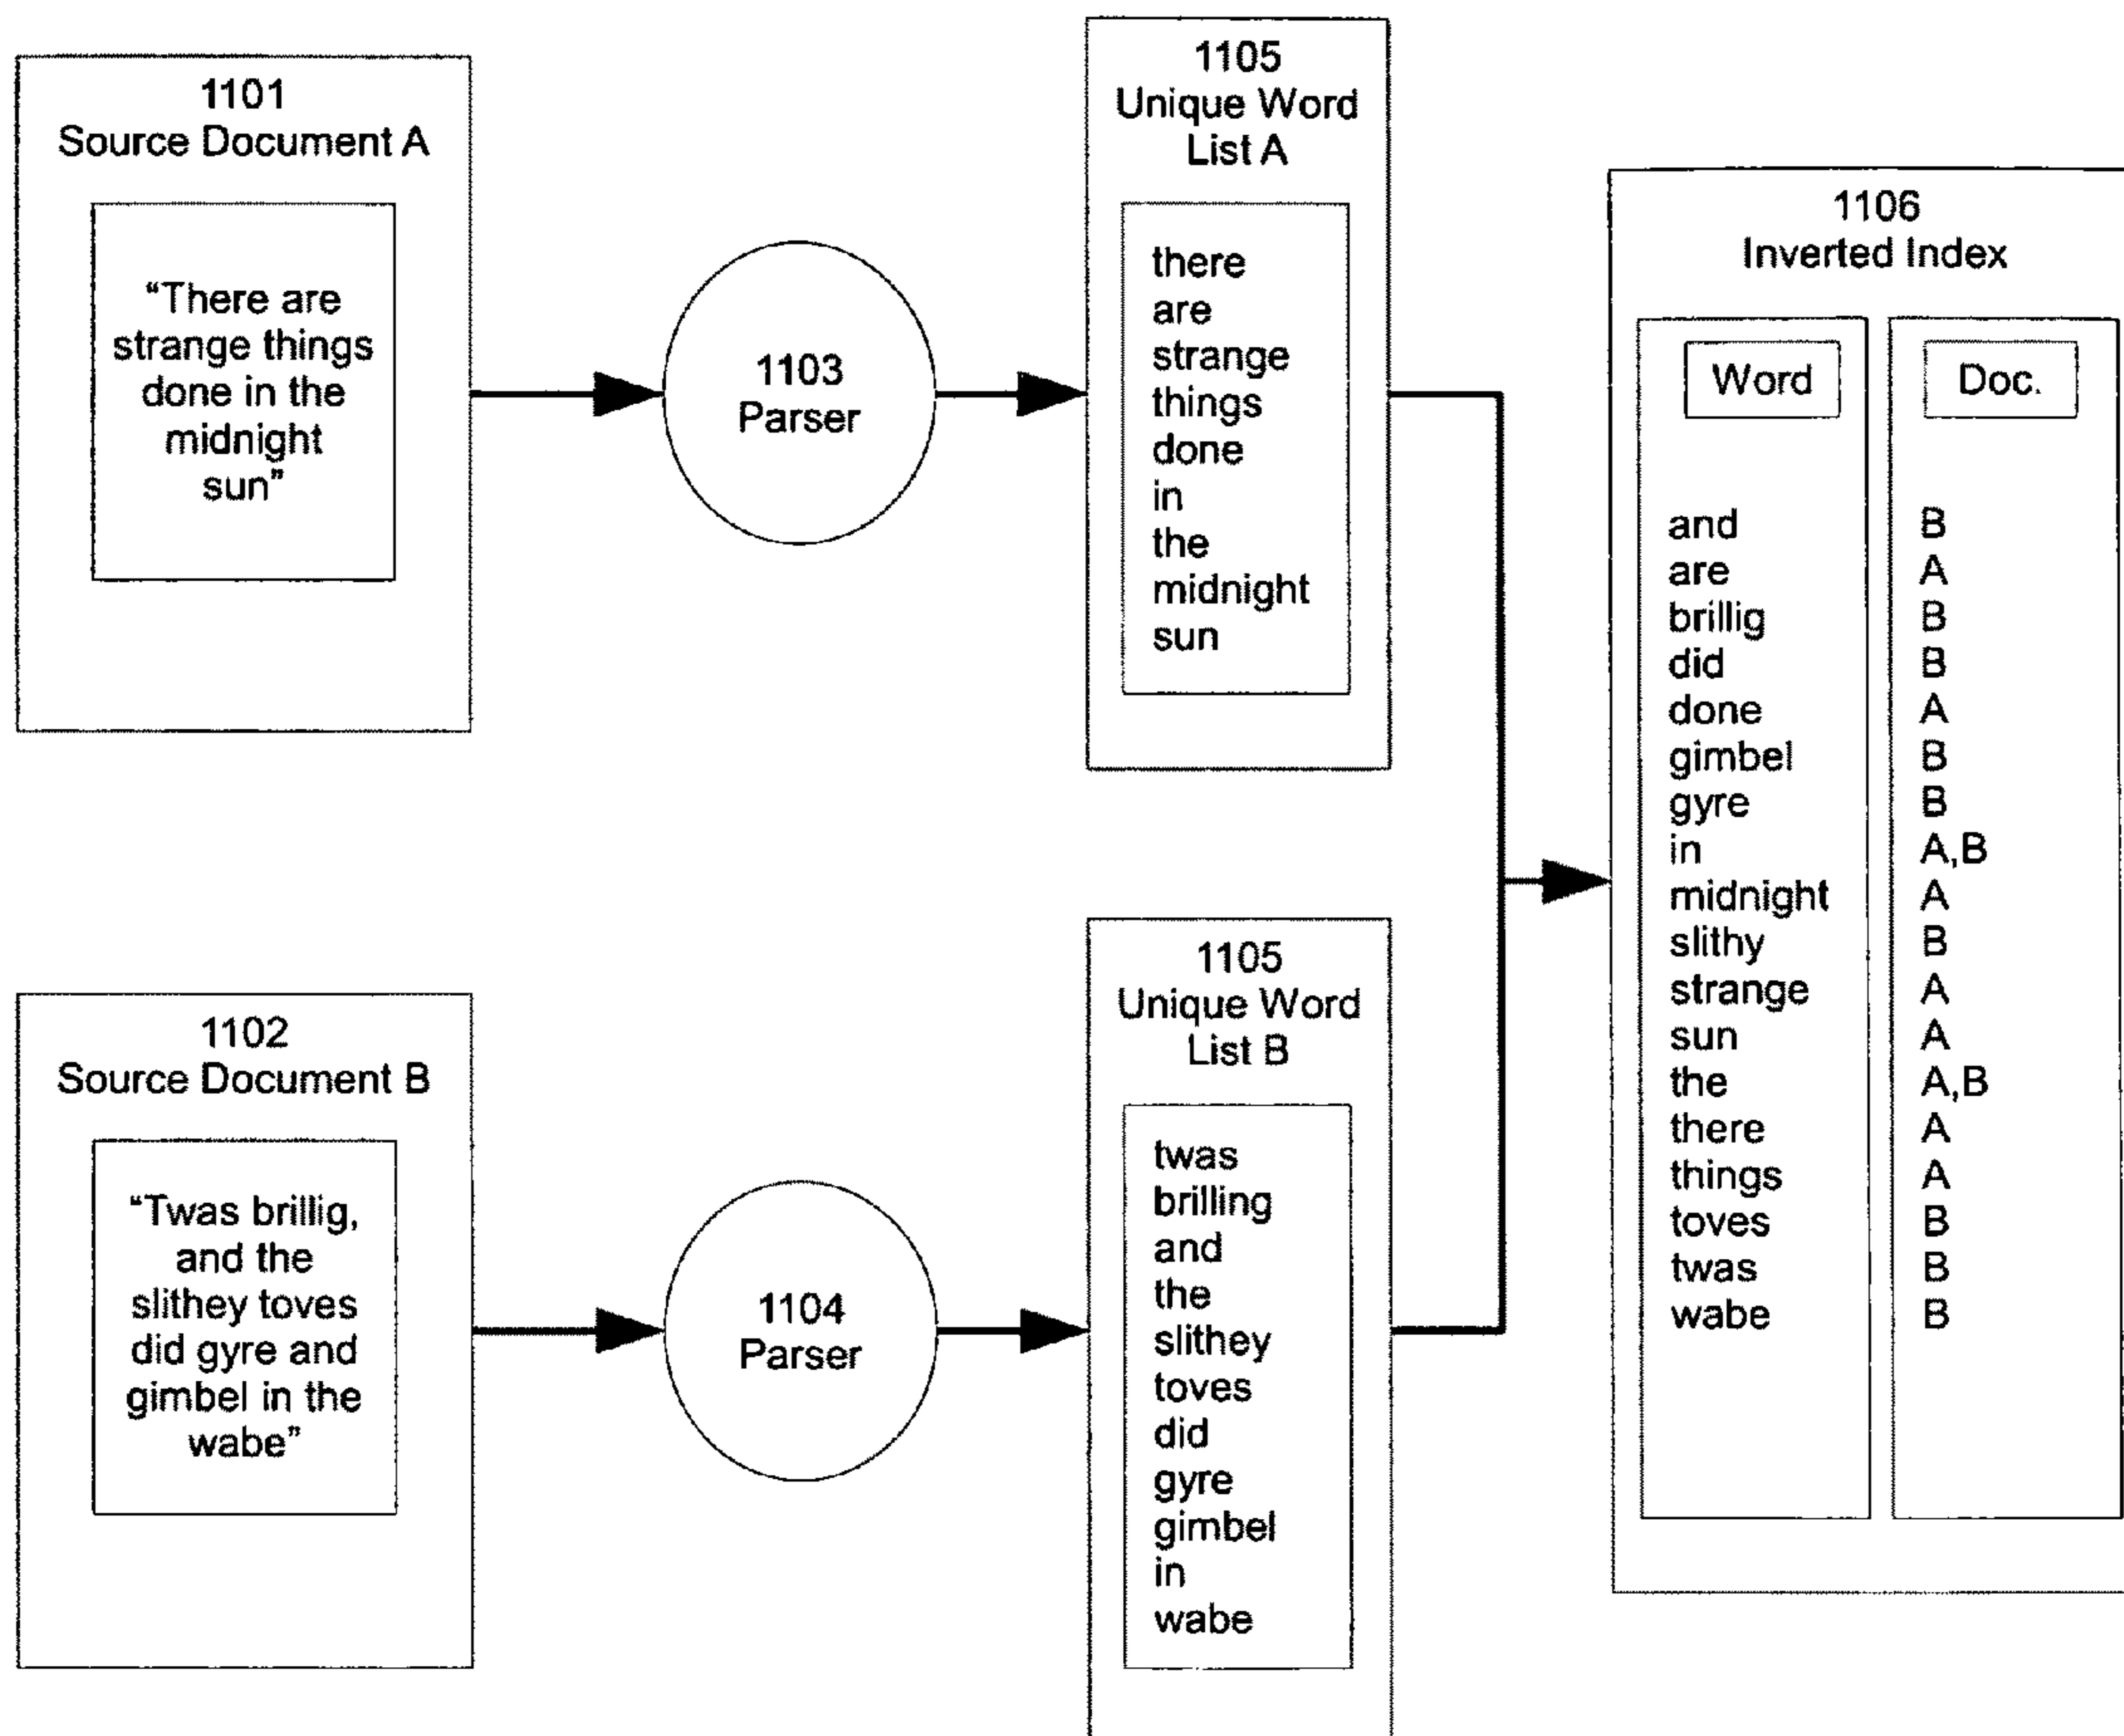 1101
Source Document A
“There are
strange things
done in the
midnight
sun”
1103
Parser
1105
Unique Word
List A
there
are
strange
things
done
in
the
midnight
sun
1102
Source Document B
“Twas brillig,
and the
slithey toves
did gyre and
gimbel in the
wabe”
1104
Parser
1105
Unique Word
List B
twas
brilling
and
the
slithey
toves
did
gyre
gimbel
in
wabe
1106
Inverted Index
Word Doc.
and B
are A
brillig B
did B
done A
gimbel B
gyre B
in A,B
midnight A
slithy B
strange A
sun A
the A,B
there A
things A
toves B
twas B
wabe B